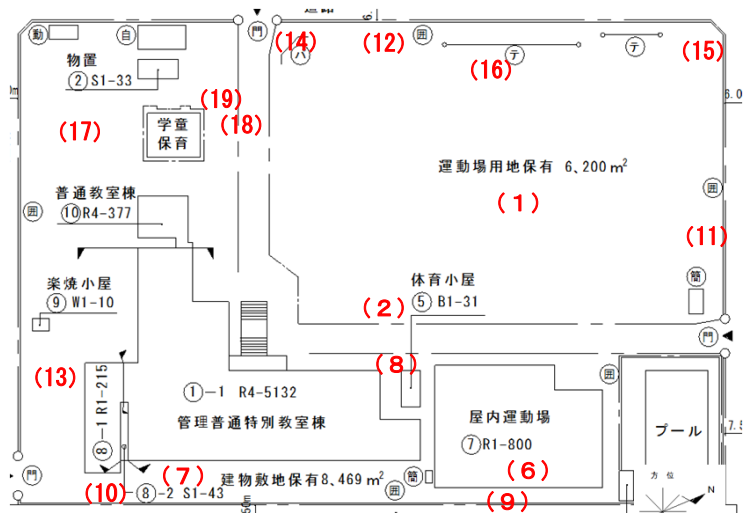 6.
動
自
門
(14)
パ
(12)
囲
テ
テ
(15)
(16)
物置
② S1-33
(19)
(17)
学童
保育
(18)
6.0
運動場用地保有 6,200㎡
(1)
普通教室棟
⑩R4-377
囲
囲
(11)
簡
楽焼小屋
⑨ W1-10
体育小屋
⑤ B1-31
(2)
門
(8)
(13)
⑧-1 R1-215
①-1 R4-5132
管理普通特別教室棟
囲
屋内運動場
⑦R1-800
プール
7.5
門
(7)
建物敷地保有8,469㎡
(6)
簡
囲
(10)
⑧-2 S1-43
(9)
方位
N